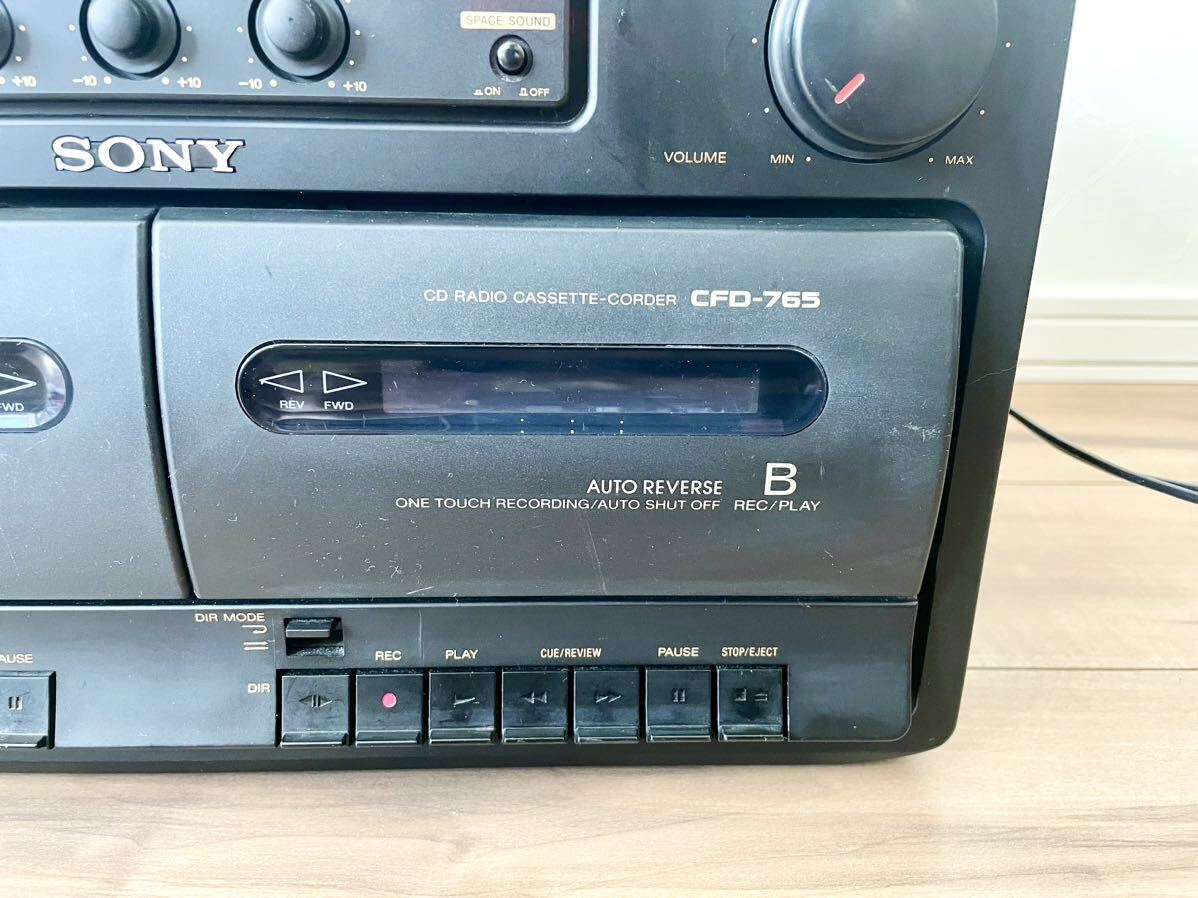 SPACE SOUND
+10 -10 +10 -10 +10
ON OFF
SONY
VOLUME MIN MAX
CD RADIO CASSETTE-CORDER CFD-765
FWD
REV FWD
AUTO REVERSE B
ONE TOUCH RECORDING/AUTO SHUT OFF REC/PLAY
DIR MODE
REC PLAY CUE/REVIEW PAUSE STOP/EJECT
AUSE
DIR